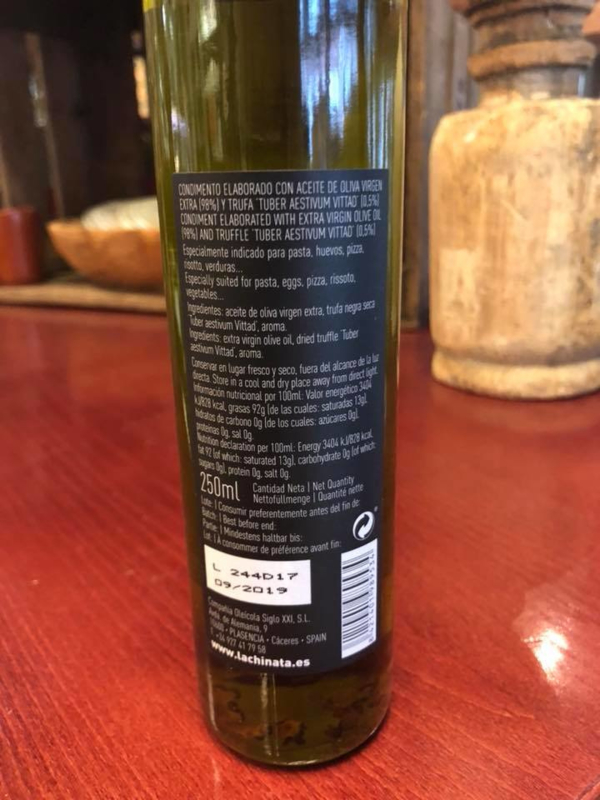 CONDIMENTO ELABORADO CON ACEITE DE OLIVA VIRGEN
EXTRA (98%) Y TRUFA "TUBER AESTIVUM VITTAD" (0,5%)
CONDIMENT ELABORATED WITH EXTRA VIRGIN OLIVE OIL
(98%) AND TRUFFLE "TUBER AESTIVUM VITTAD" (0,5%)
Especialmente indicado para pasta, huevos, pizza,
risotto, verduras...
Especially suited for pasta, eggs, pizza, rissoto,
vegetables...
Ingredientes: aceite de oliva virgen extra, trufa negra seca
"Tuber aestivum Vittad", aroma.
Ingredients: extra virgin olive oil, dried truffle "Tuber
aestivum Vittad", aroma.
Conservar en lugar fresco y seco, fuera del alcance de la luz
directa. Store in a cool and dry place away from direct light.
Información nutricional por 100ml: Valor energético 3404
kJ/828 kcal, grasas 92g (de las cuales: saturadas 13g),
hidratos de carbono 0g (de los cuales: azúcares 0g),
proteínas 0g, sal 0g.
Nutrition declaration per 100ml: Energy 3404 kJ/828 kcal,
fat 92 (of which: saturated 13g), carbohydrate 0g (of which:
sugars 0g), protein 0g, salt 0g.
250ml Cantidad Neta | Net Quantity
Nettofüllmenge | Quantité nette
Lote: | Consumir preferentemente antes del fin de:
Batch: | Best before end:
Partie: | Mindestens haltbar bis:
Lot: | À consommer de préférence avant fin:
L 244D17
09/2019
Compañía Oleícola Siglo XXI, S.L.
Avda. de Alemania, 9
PLASENCIA • Cáceres • SPAIN
+34 927 41 79 58
www.lachinata.es